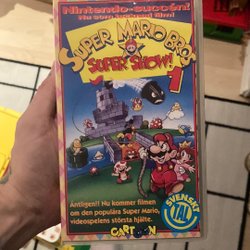 Nintendo-succén!
Nu som tecknad film!
SUPER MARIO BROS
SUPER SHOW!
1
Äntligen!! Nu kommer filmen
om den populära Super Mario,
videospelens största hjälte.
SVENSKT
TAL
CARTOON